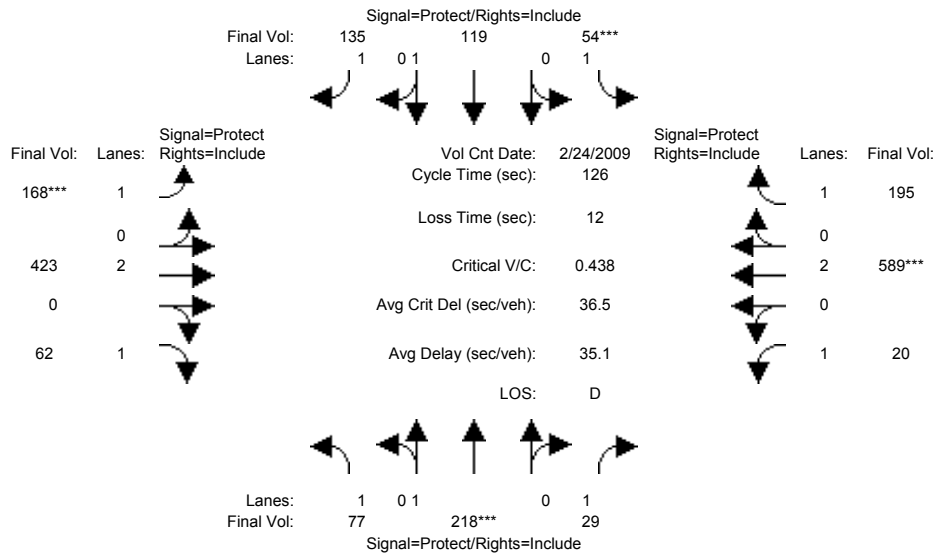 Signal=Protect/Rights=Include
Final Vol: 135 119 54***
Lanes: 1 0 1 0 1
Signal=Protect
Final Vol: Lanes: Rights=Include
Vol Cnt Date: 2/24/2009
Signal=Protect
Rights=Include Lanes: Final Vol:
Cycle Time (sec): 126
168*** 1
1 195
Loss Time (sec): 12
0
0
423 2
Critical V/C: 0.438
2 589***
0
Avg Crit Del (sec/veh): 36.5
0
62 1
Avg Delay (sec/veh): 35.1
1 20
LOS: D
Lanes: 1 0 1 0 1
Final Vol: 77 218*** 29
Signal=Protect/Rights=Include